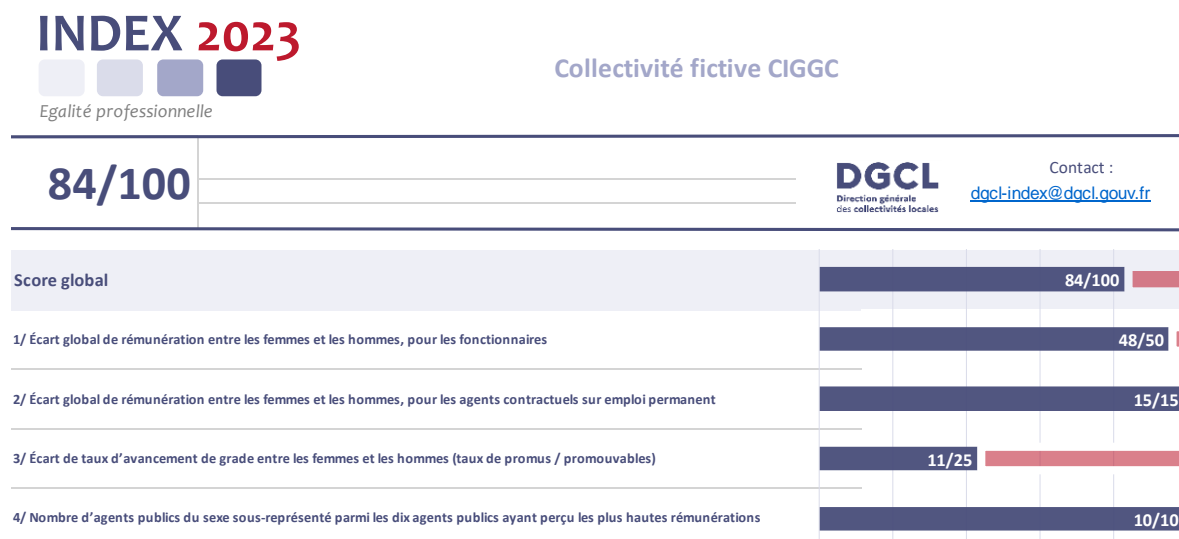 INDEX 2023
Egalité professionnelle
Collectivité fictive CIGGC
84/100
DGCL
Direction générale
des collectivités locales
Contact :
dgcl-index@dgcl.gouv.fr
Score global
84/100
1/ Écart global de rémunération entre les femmes et les hommes, pour les fonctionnaires
48/50
2/ Écart global de rémunération entre les femmes et les hommes, pour les agents contractuels sur emploi permanent
15/15
3/ Écart de taux d’avancement de grade entre les femmes et les hommes (taux de promus / promouvables)
11/25
4/ Nombre d’agents publics du sexe sous-représenté parmi les dix agents publics ayant perçu les plus hautes rémunérations
10/10